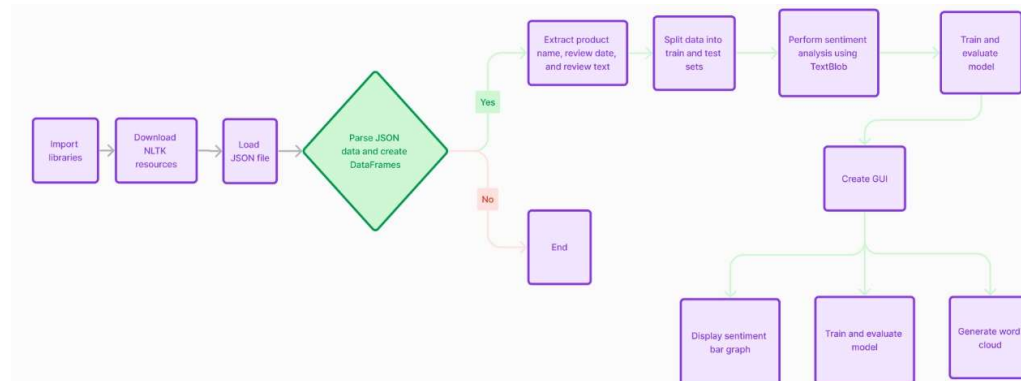 Import
libraries
Download
NLTK
resources
Load
JSON file
Parse JSON
data and create
DataFrames
Yes
No
Extract product
name, review date,
and review text
Split data into
train and test
sets
Perform sentiment
analysis using
TextBlob
Train and
evaluate
model
End
Create GUI
Display sentiment
bar graph
Train and evaluate
model
Generate word
cloud